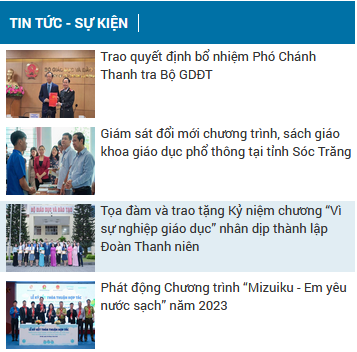 TIN TỨC - SỰ KIỆN
Trao quyết định bổ nhiệm Phó Chánh
Thanh tra Bộ GDĐT
Giám sát đổi mới chương trình, sách giáo
khoa giáo dục phổ thông tại tỉnh Sóc Trăng
Tọa đàm và trao tặng Kỷ niệm chương “Vì
sự nghiệp giáo dục” nhân dịp thành lập
Đoàn Thanh niên
Phát động Chương trình “Mizuiku - Em yêu
nước sạch” năm 2023